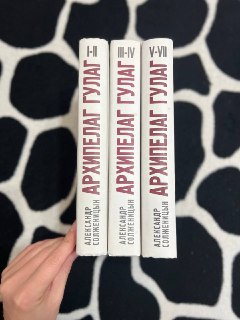 I-II
АРХИПЕЛАГ ГУЛАГ
АЛЕКСАНДР
СОЛЖЕНИЦЫН
III-IV
АРХИПЕЛАГ ГУЛАГ
АЛЕКСАНДР
СОЛЖЕНИЦЫН
V-VII
АРХИПЕЛАГ ГУЛАГ
АЛЕКСАНДР
СОЛЖЕНИЦЫН